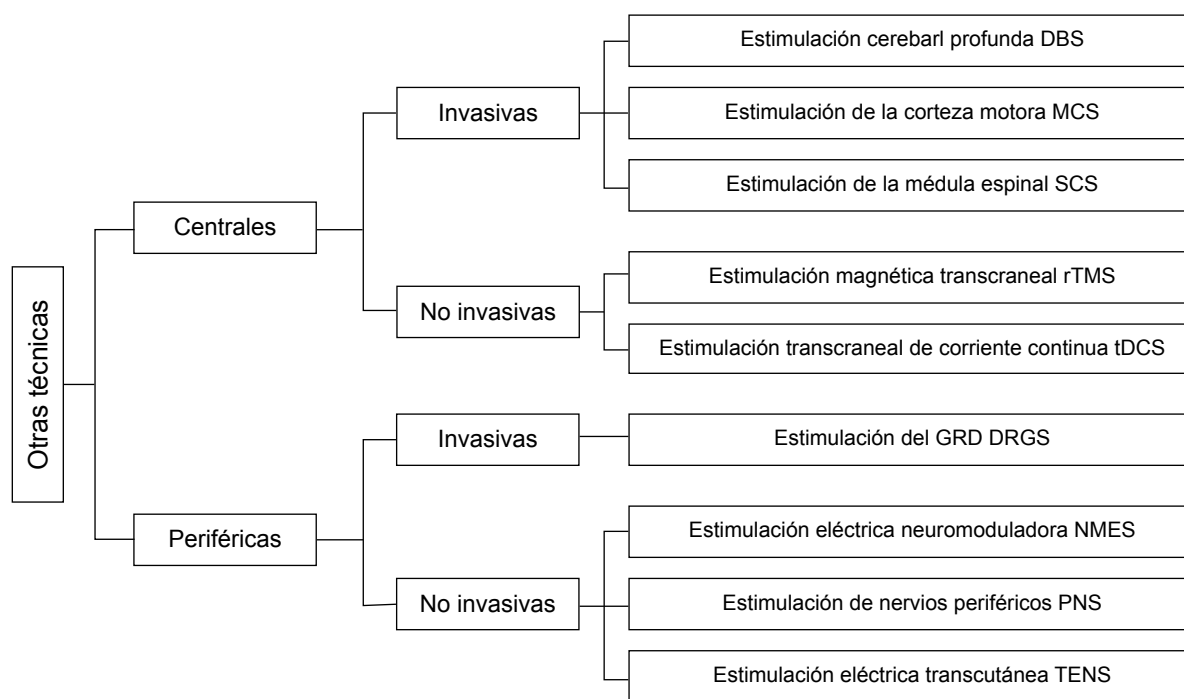 Otras técnicas
Centrales
Invasivas
Estimulación cerebarl profunda DBS
Estimulación de la corteza motora MCS
Estimulación de la médula espinal SCS
No invasivas
Estimulación magnética transcraneal rTMS
Estimulación transcraneal de corriente continua tDCS
Periféricas
Invasivas
Estimulación del GRD DRGS
No invasivas
Estimulación eléctrica neuromoduladora NMES
Estimulación de nervios periféricos PNS
Estimulación eléctrica transcutánea TENS